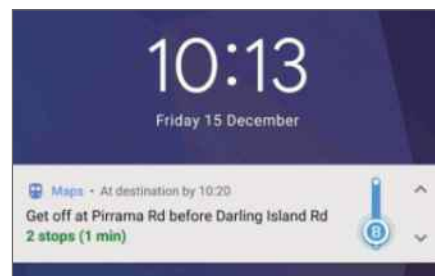 10:13
Friday 15 December
Maps • At destination by 10:20
Get off at Pirrama Rd before Darling Island Rd
2 stops (1 min)
8